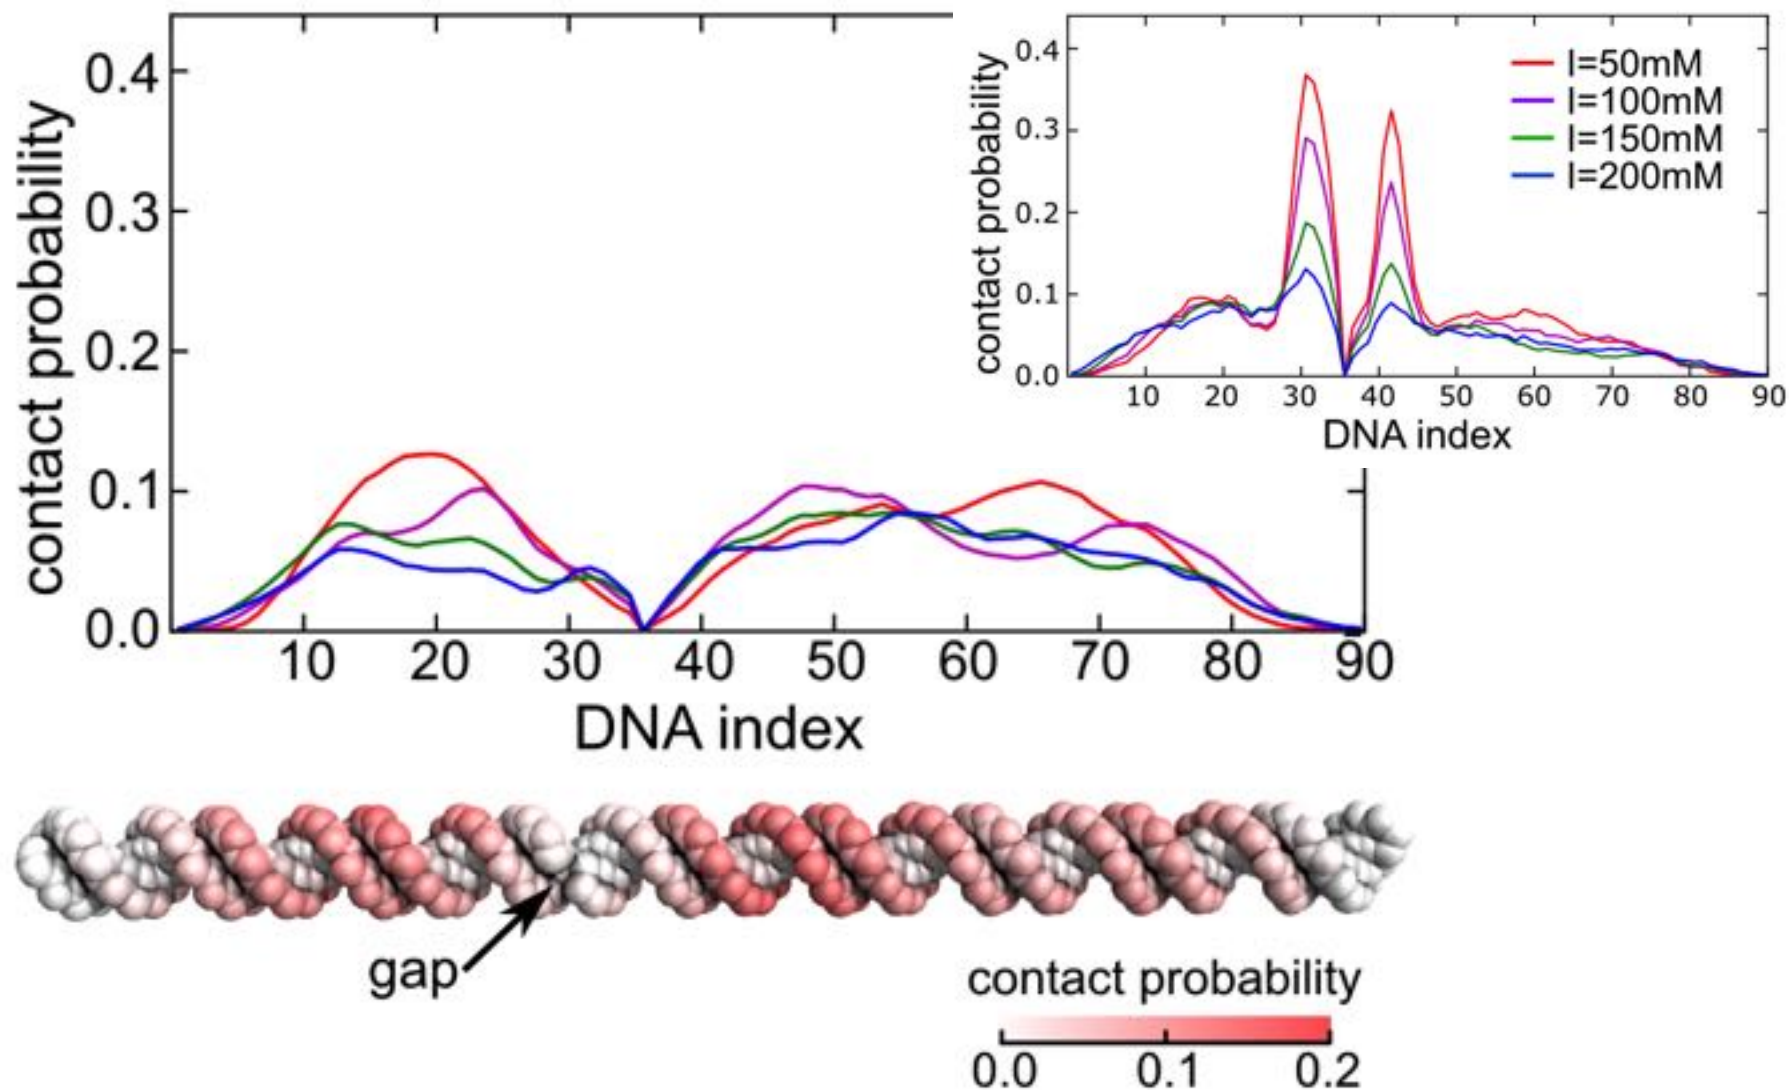 contact probability
0.4
0.3
0.2
0.1
0.0
10 20 30 40 50 60 70 80 90
DNA index
contact probability
0.4
0.3
0.2
0.1
0.0
I=50mM
I=100mM
I=150mM
I=200mM
10 20 30 40 50 60 70 80 90
DNA index
gap
contact probability
0.0 0.1 0.2